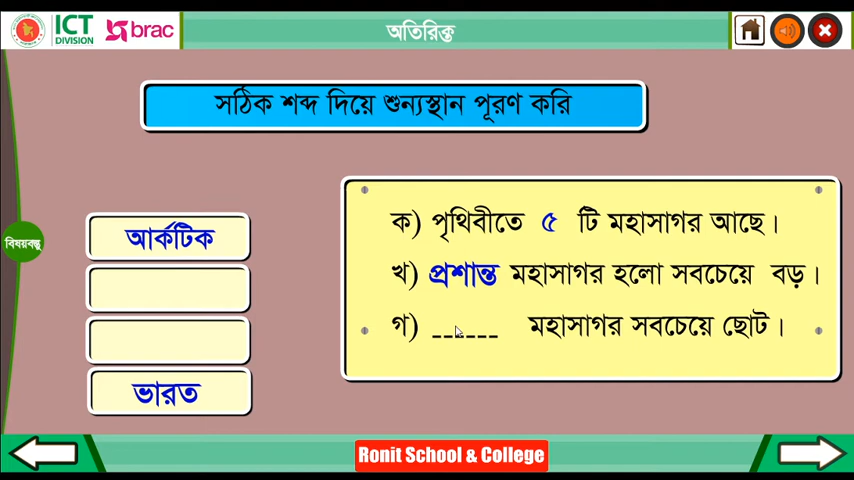 ICT DIVISION
brac
অতিরিক্ত
সঠিক শব্দ দিয়ে শুন্যস্থান পূরণ করি
বিষয়বস্তু
আর্কটিক
ভারত
ক) পৃথিবীতে ৫ টি মহাসাগর আছে।
খ) প্রশান্ত মহাসাগর হলো সবচেয়ে বড়।
গ) ______ মহাসাগর সবচেয়ে ছোট।
Ronit School & College